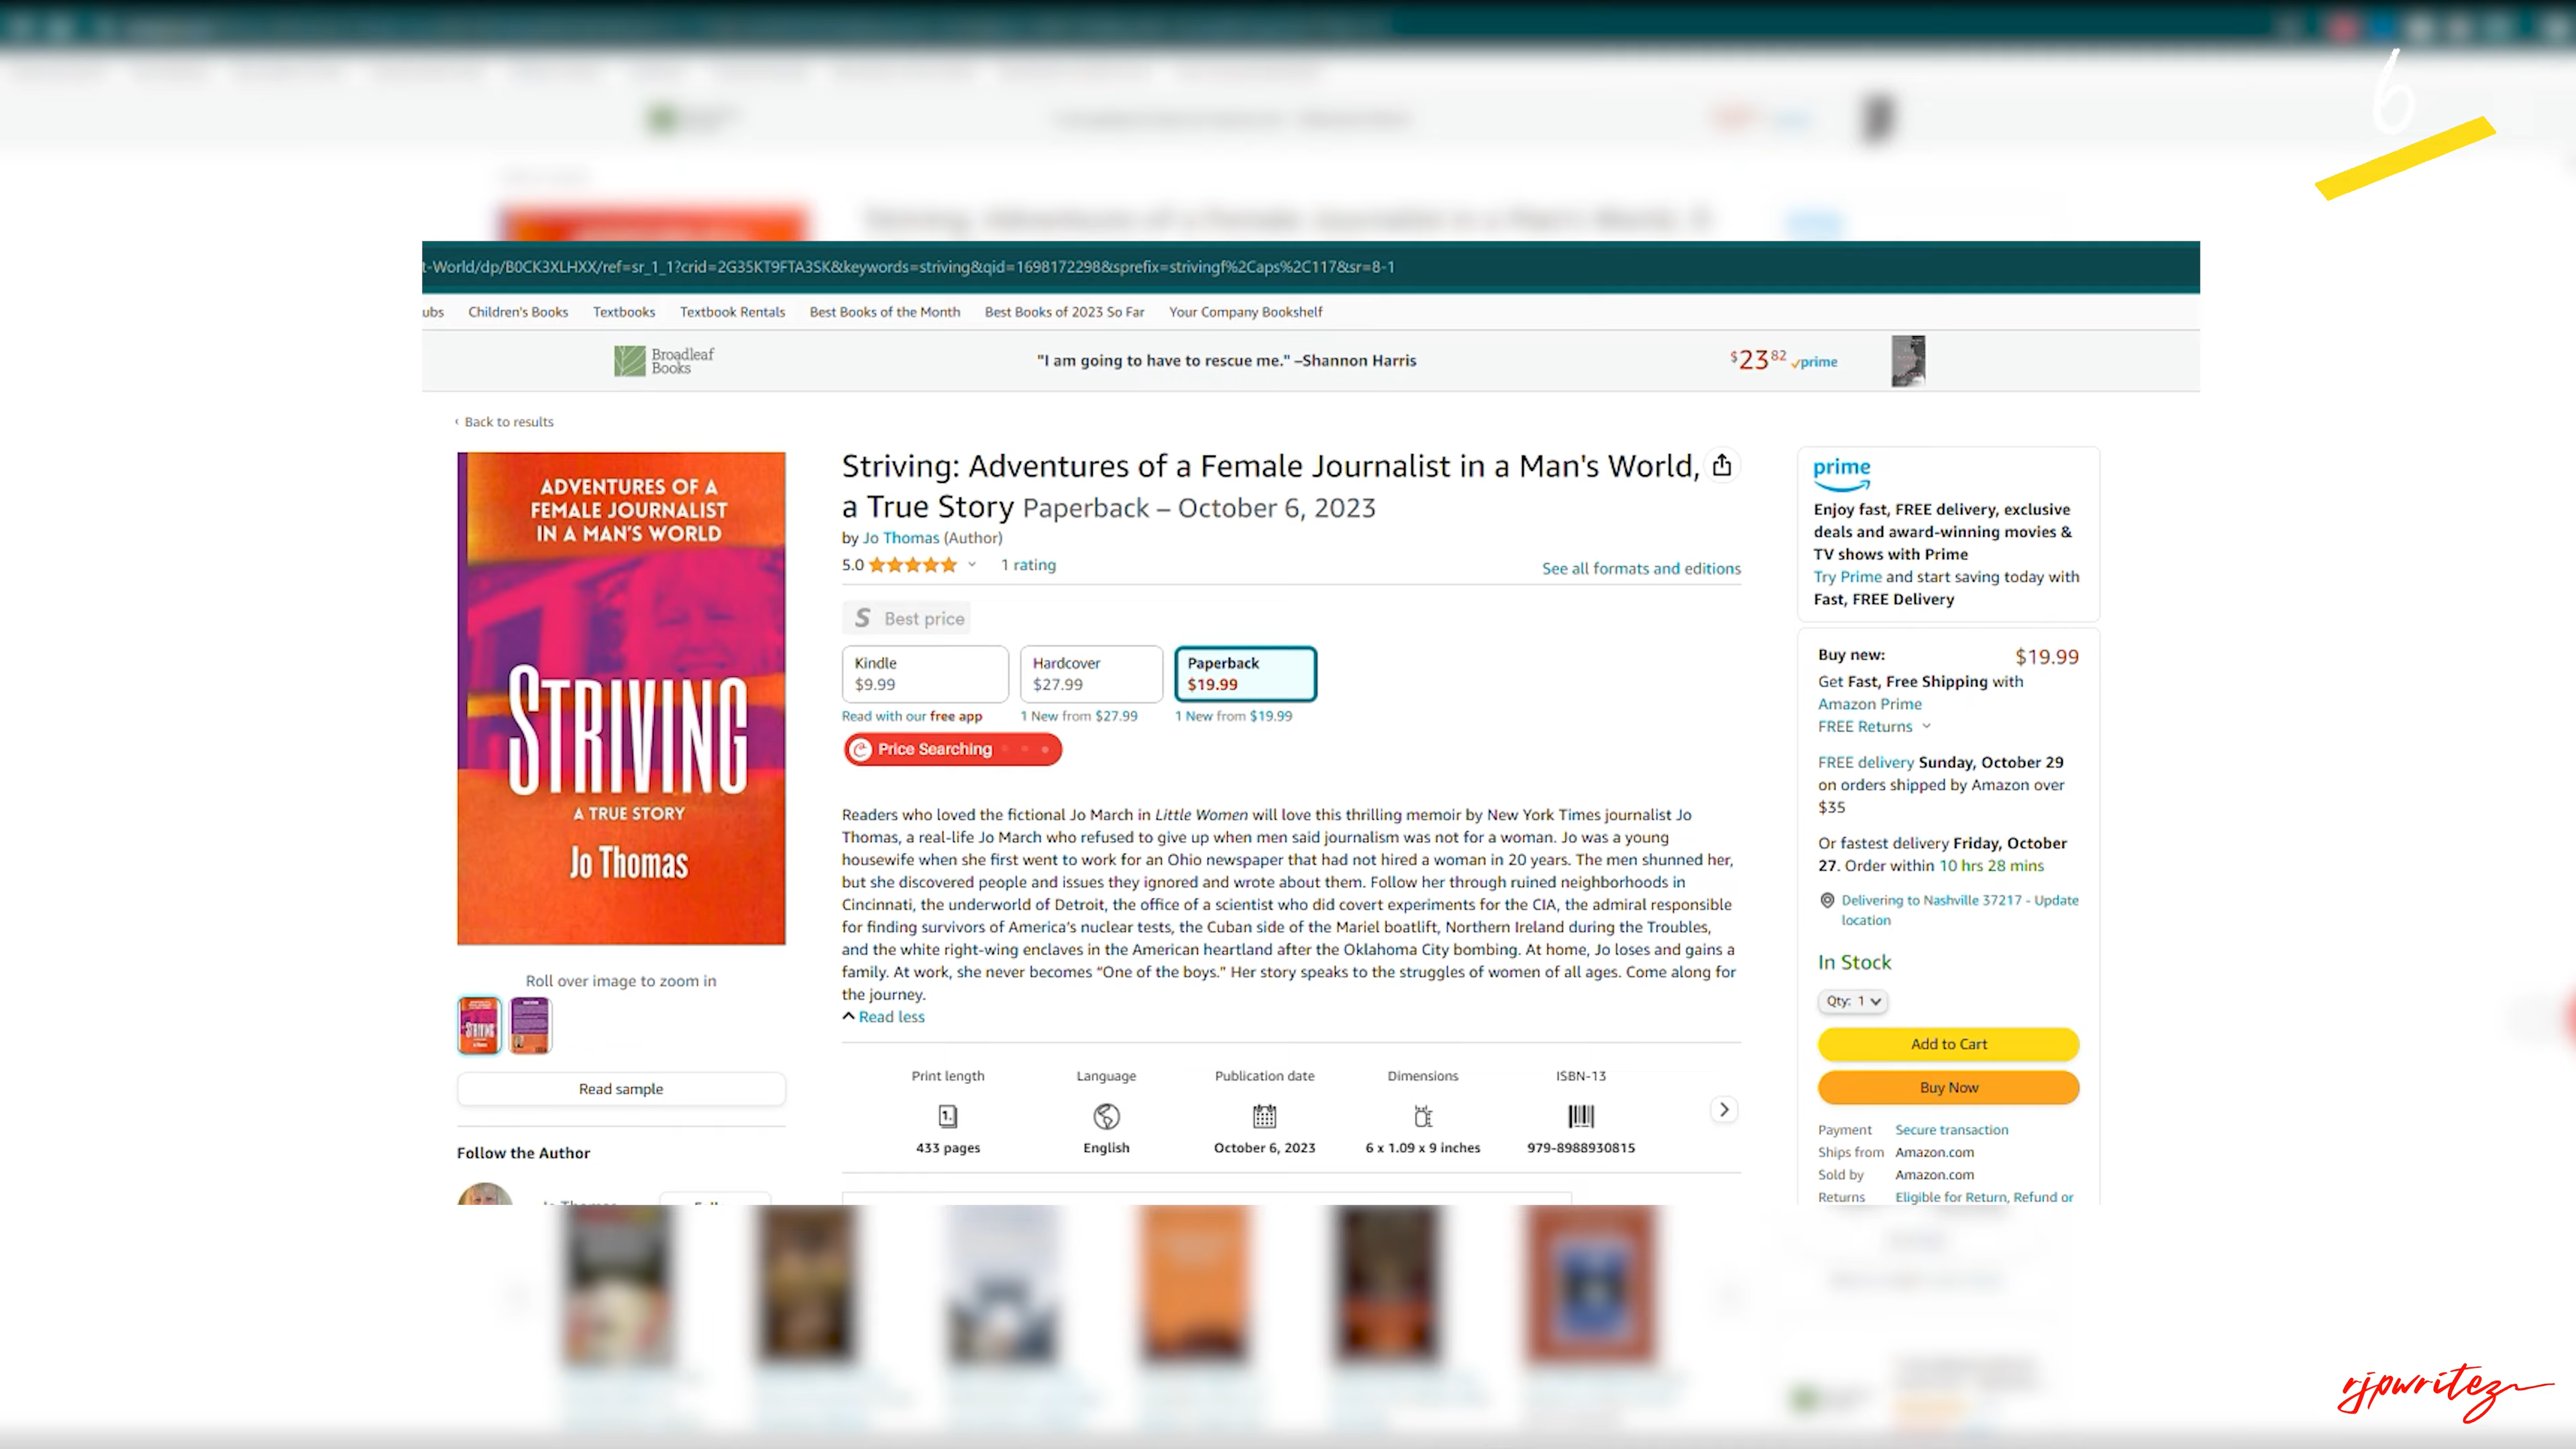 6
t-World/dp/B0CK3XLHXX/ref=sr_1_1?crid=2G35KT9FTA3SK&keywords=striving&qid=1698172298&sprefix=strivingf%2Caps%2C117&sr=8-1
ubs Children's Books Textbooks Textbook Rentals Best Books of the Month Best Books of 2023 So Far Your Company Bookshelf
Broadleaf
Books
"I am going to have to rescue me." –Shannon Harris
$23.82 prime
‹ Back to results
ADVENTURES OF A
FEMALE JOURNALIST
IN A MAN'S WORLD
STRIVING
A TRUE STORY
Jo Thomas
Roll over image to zoom in
Read sample
Follow the Author
Striving: Adventures of a Female Journalist in a Man's World,
a True Story Paperback – October 6, 2023
by Jo Thomas (Author)
5.0 1 rating
See all formats and editions
S Best price
Kindle
$9.99
Read with our free app
Hardcover
$27.99
1 New from $27.99
Paperback
$19.99
1 New from $19.99
Price Searching
Readers who loved the fictional Jo March in Little Women will love this thrilling memoir by New York Times journalist Jo
Thomas, a real-life Jo March who refused to give up when men said journalism was not for a woman. Jo was a young
housewife when she first went to work for an Ohio newspaper that had not hired a woman in 20 years. The men shunned her,
but she discovered people and issues they ignored and wrote about them. Follow her through ruined neighborhoods in
Cincinnati, the underworld of Detroit, the office of a scientist who did covert experiments for the CIA, the admiral responsible
for finding survivors of America's nuclear tests, the Cuban side of the Mariel boatlift, Northern Ireland during the Troubles,
and the white right-wing enclaves in the American heartland after the Oklahoma City bombing. At home, Jo loses and gains a
family. At work, she never becomes “One of the boys.” Her story speaks to the struggles of women of all ages. Come along for
the journey.
Read less
Print length Language Publication date Dimensions ISBN-13
433 pages English October 6, 2023 6 x 1.09 x 9 inches 979-8988930815
prime
Enjoy fast, FREE delivery, exclusive
deals and award-winning movies &
TV shows with Prime
Try Prime and start saving today with
Fast, FREE Delivery
Buy new: $19.99
Get Fast, Free Shipping with
Amazon Prime
FREE Returns
FREE delivery Sunday, October 29
on orders shipped by Amazon over
$35
Or fastest delivery Friday, October
27. Order within 10 hrs 28 mins
Delivering to Nashville 37217 - Update
location
In Stock
Qty: 1
Add to Cart
Buy Now
Payment Secure transaction
Ships from Amazon.com
Sold by Amazon.com
Returns Eligible for Return, Refund or
rjpwritez